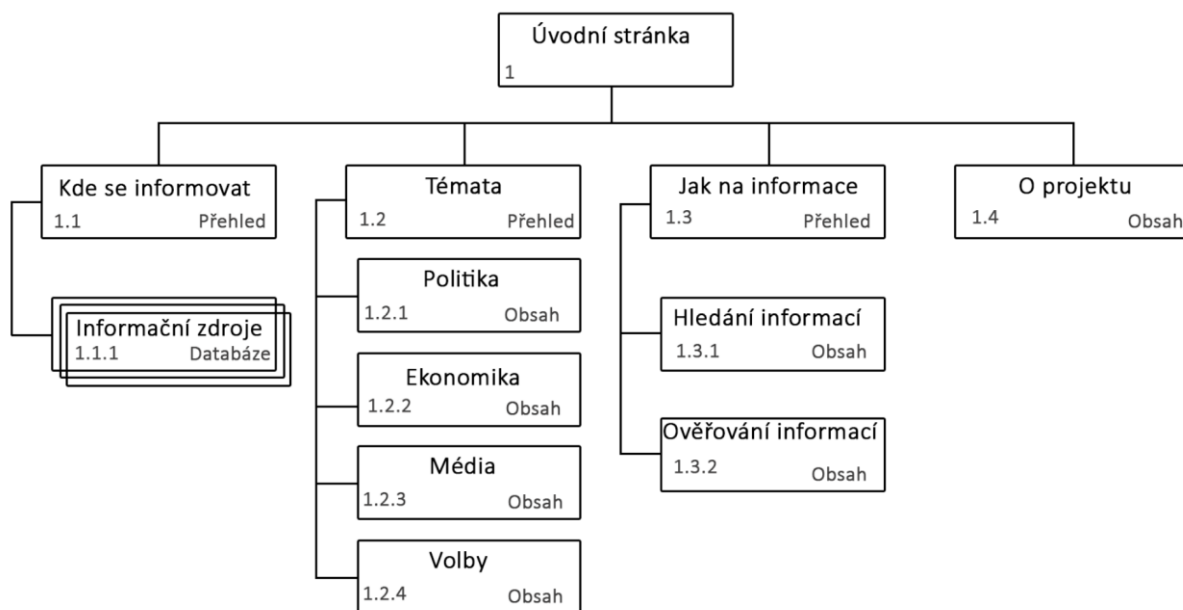 Úvodní stránka
1
Kde se informovat
1.1 Přehled
Informační zdroje
1.1.1 Databáze
Témata
1.2 Přehled
Politika
1.2.1 Obsah
Ekonomika
1.2.2 Obsah
Média
1.2.3 Obsah
Volby
1.2.4 Obsah
Jak na informace
1.3 Přehled
Hledání informací
1.3.1 Obsah
Ověřování informací
1.3.2 Obsah
O projektu
1.4 Obsah